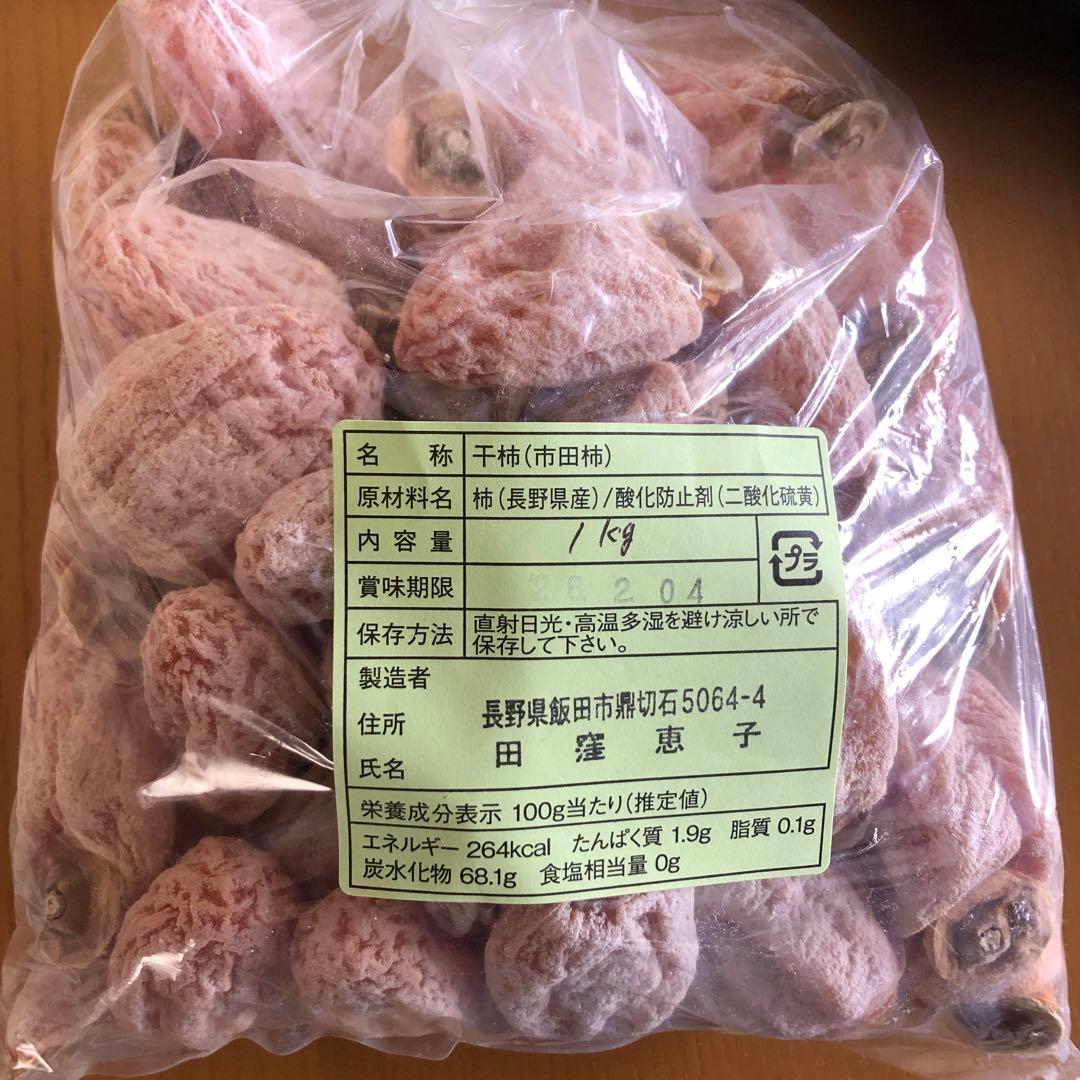 名 称 干柿(市田柿)
原材料名 柿(長野県産)/酸化防止剤(二酸化硫黄)
内容量 1kg
プラ
賞味期限 26.2.04
保存方法 直射日光・高温多湿を避け涼しい所で
保存して下さい。
製造者
住所 長野県飯田市鼎切石5064-4
氏名 田窪恵子
栄養成分表示 100g当たり(推定値)
エネルギー 264kcal たんぱく質 1.9g 脂質 0.1g
炭水化物 68.1g 食塩相当量 0g